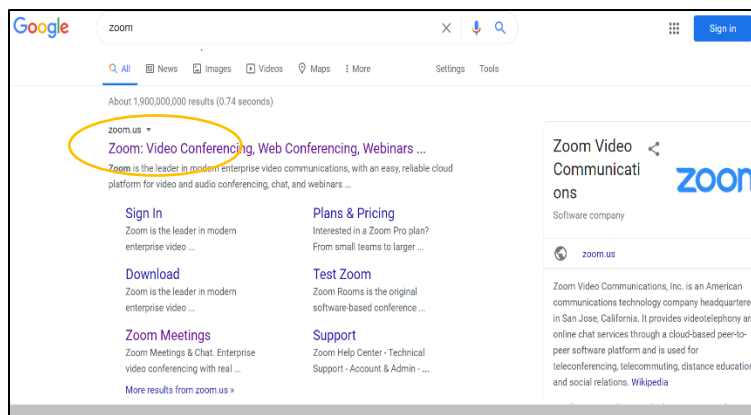 Google
zoom
Sign in
All News Images Videos Maps More Settings Tools
About 1,900,000,000 results (0.74 seconds)
zoom.us
Zoom: Video Conferencing, Web Conferencing, Webinars ...
Zoom is the leader in modern enterprise video communications, with an easy, reliable cloud
platform for video and audio conferencing, chat, and webinars ...
Sign In
Zoom is the leader in modern
enterprise video ...
Plans & Pricing
Interested in a Zoom Pro plan?
From small teams to larger ...
Download
Zoom is the leader in modern
enterprise video ...
Test Zoom
Zoom Rooms is the original
software-based conference ...
Zoom Meetings
Zoom Meetings & Chat. Enterprise
video conferencing with real ...
Support
Zoom Help Center - Technical
Support - Account & Admin - ...
More results from zoom.us »
Zoom Video
Communicati
ons
Software company
zoom
zoom.us
Zoom Video Communications, Inc. is an American
communications technology company headquartere
in San Jose, California. It provides videotelephony an
online chat services through a cloud-based peer-to-
peer software platform and is used for
teleconferencing, telecommuting, distance education
and social relations. Wikipedia